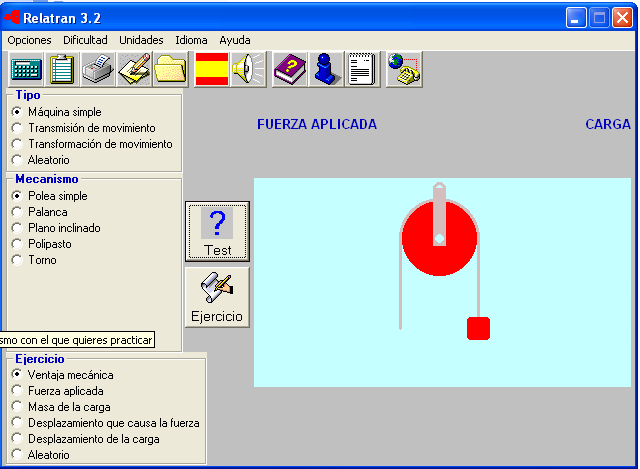 Relatran 3.2
Opciones Dificultad Unidades Idioma Ayuda
Tipo
Máquina simple
Transmisión de movimiento
Transformación de movimiento
Aleatorio
FUERZA APLICADA
CARGA
Mecanismo
Polea simple
Palanca
Plano inclinado
Polipasto
Torno
?
Test
Ejercicio
smo con el que quieres practicar
Ejercicio
Ventaja mecánica
Fuerza aplicada
Masa de la carga
Desplazamiento que causa la fuerza
Desplazamiento de la carga
Aleatorio